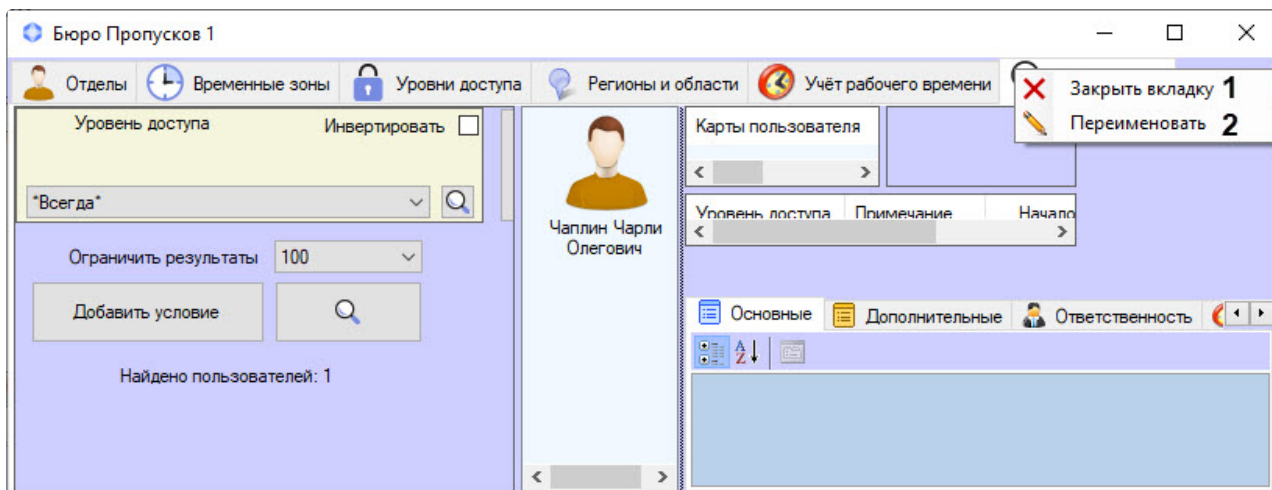 Бюро Пропусков 1
Отделы
Временные зоны
Уровни доступа
Регионы и области
Учёт рабочего времени
Закрыть вкладку 1
Переименовать 2
Уровень доступа
Инвертировать
*Всегда*
Ограничить результаты 100
Добавить условие
Найдено пользователей: 1
Чаплин Чарли
Олегович
Карты пользователя
Уровень доступа Примечание Начало
Основные
Дополнительные
Ответственность